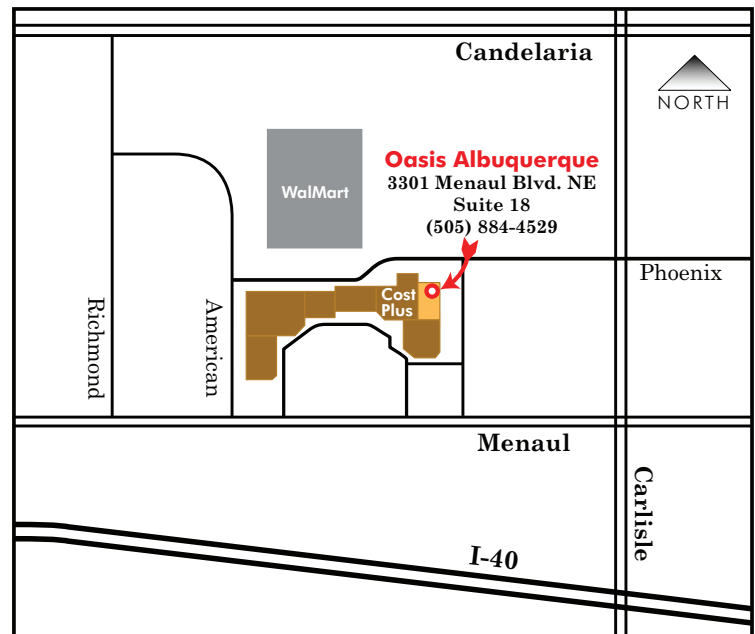 Candelaria
NORTH
Oasis Albuquerque
3301 Menaul Blvd. NE
Suite 18
(505) 884-4529
WalMart
Phoenix
Cost
Plus
Richmond
American
Menaul
Carlisle
I-40